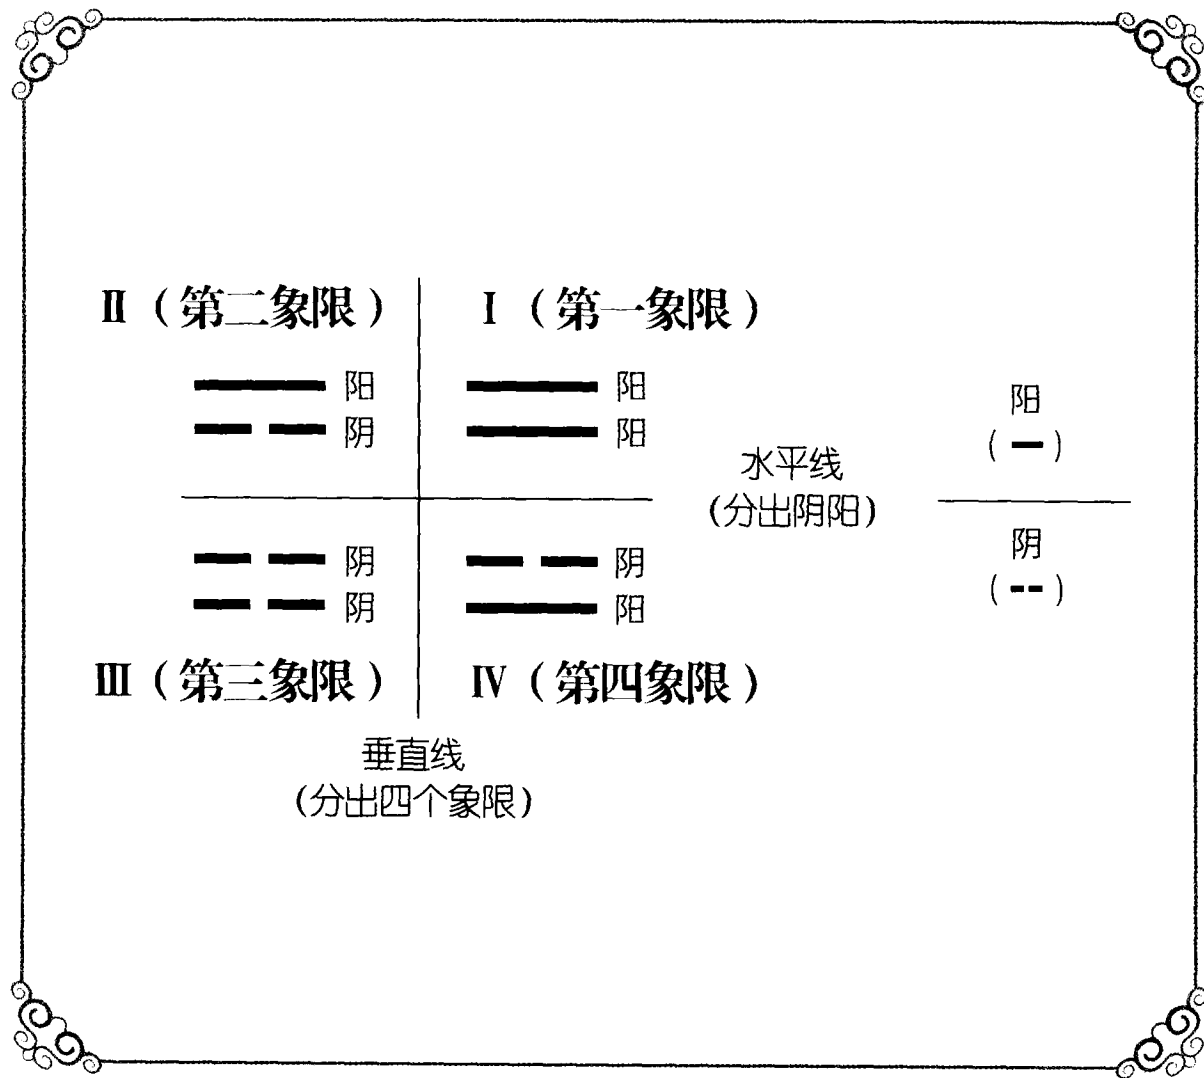 II（第二象限）
I（第一象限）
阳
阴
阳
阳
水平线
（分出阴阳）
阳
（ ）
阴
（ ）
阴
阴
阴
阳
III（第三象限）
IV（第四象限）
垂直线
（分出四个象限）